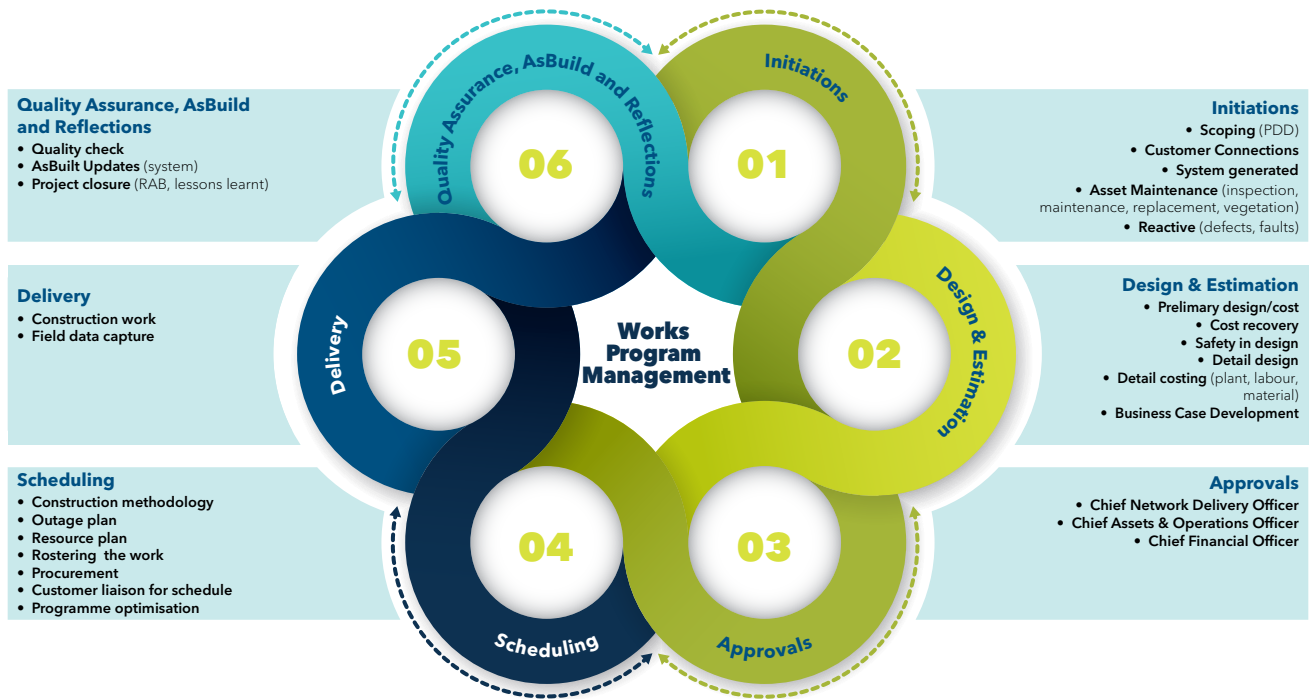 Quality Assurance, AsBuild
and Reflections
• Quality check
• AsBuilt Updates (system)
• Project closure (RAB, lessons learnt)
Delivery
• Construction work
• Field data capture
Scheduling
• Construction methodology
• Outage plan
• Resource plan
• Rostering the work
• Procurement
• Customer liaison for schedule
• Programme optimisation
Quality Assurance, AsBuild and Reflections
06
Initiations
01
Delivery
05
Works
Program
Management
02
Design & Estimation
04
Scheduling
03
Approvals
Initiations
• Scoping (PDD)
• Customer Connections
• System generated
• Asset Maintenance (inspection,
maintenance, replacement, vegetation)
• Reactive (defects, faults)
Design & Estimation
• Prelimary design/cost
• Cost recovery
• Safety in design
• Detail design
• Detail costing (plant, labour,
material)
• Business Case Development
Approvals
• Chief Network Delivery Officer
• Chief Assets & Operations Officer
• Chief Financial Officer